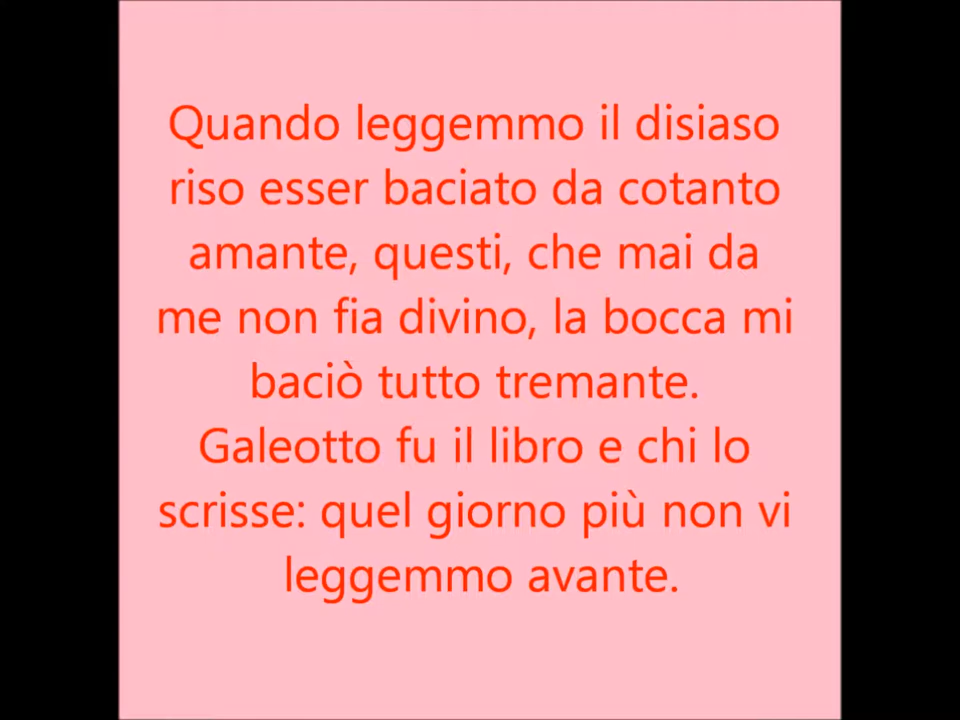 Quando leggemmo il disiaso
riso esser baciato da cotanto
amante, questi, che mai da
me non fia divino, la bocca mi
baciò tutto tremante.
Galeotto fu il libro e chi lo
scrisse: quel giorno più non vi
leggemmo avante.